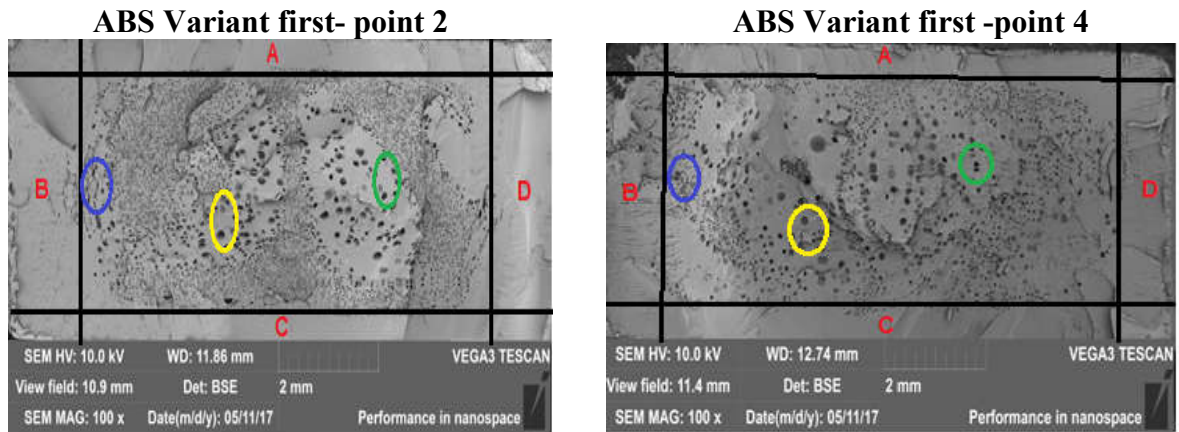 ABS Variant first- point 2
A
B
D
C
SEM HV: 10.0 kV WD: 11.86 mm VEGA3 TESCAN
View field: 10.9 mm Det: BSE 2 mm
SEM MAG: 100 x Date(m/d/y): 05/11/17 Performance in nanospace
ABS Variant first -point 4
A
B
D
C
SEM HV: 10.0 kV WD: 12.74 mm VEGA3 TESCAN
View field: 11.4 mm Det: BSE 2 mm
SEM MAG: 100 x Date(m/d/y): 05/11/17 Performance in nanospace